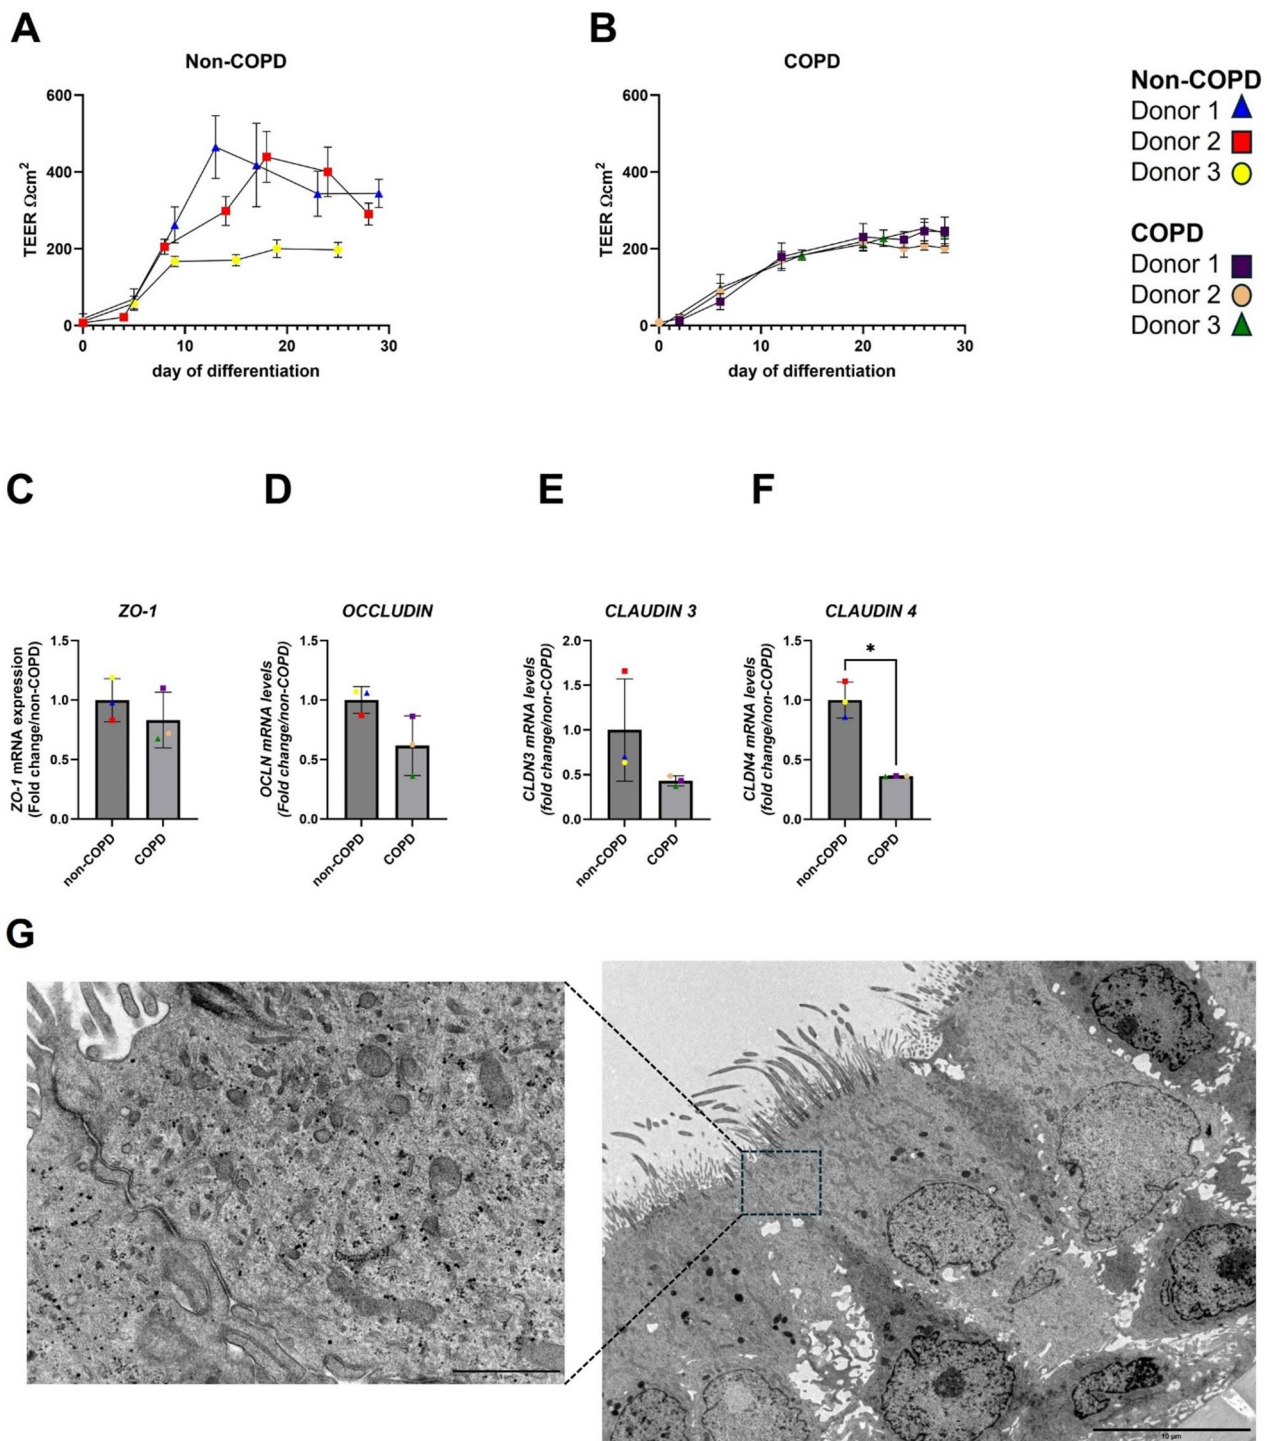 A
B
Non-COPD
COPD
Non-COPD
Donor 1
Donor 2
Donor 3
COPD
Donor 1
Donor 2
Donor 3
TEER Ωcm2
600
400
200
0
0 10 20 30
day of differentiation
TEER Ωcm2
600
400
200
0
0 10 20 30
day of differentiation
C
D
E
F
ZO-1
ZO-1 mRNA expression
(Fold change/non-COPD)
1.5
1.0
0.5
0.0
non-COPD
COPD
OCCLUDIN
OCLN mRNA levels
(Fold change/non-COPD)
1.5
1.0
0.5
0.0
non-COPD
COPD
CLAUDIN 3
CLDN3 mRNA levels
(fold change/non-COPD)
2.0
1.5
1.0
0.5
0.0
non-COPD
COPD
CLAUDIN 4
CLDN4 mRNA levels
(fold change/non-COPD)
1.5
1.0
0.5
0.0
*
non-COPD
COPD
G
10 µm